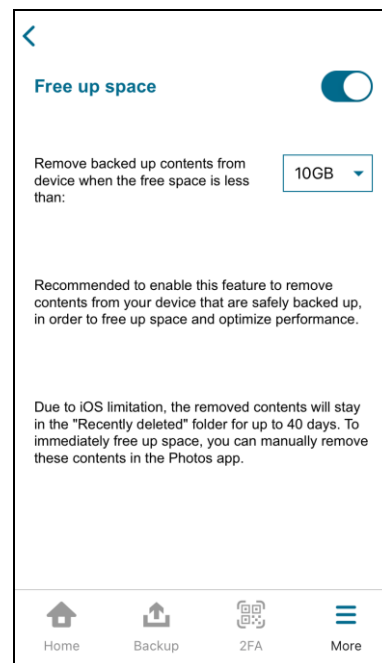 Free up space
Remove backed up contents from
device when the free space is less
than:
10GB
Recommended to enable this feature to remove
contents from your device that are safely backed up,
in order to free up space and optimize performance.
Due to iOS limitation, the removed contents will stay
in the "Recently deleted" folder for up to 40 days. To
immediately free up space, you can manually remove
these contents in the Photos app.
Home
Backup
2FA
More